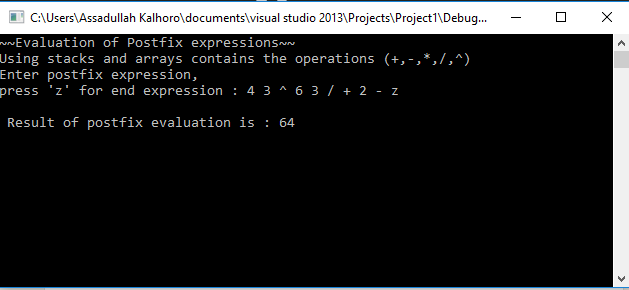 C:\Users\Assadullah Kalhoro\documents\visual studio 2013\Projects\Project1\Debug...
~~Evaluation of Postfix expressions~~
Using stacks and arrays contains the operations (+,-,*,/,^)
Enter postfix expression,
press 'z' for end expression : 4 3 ^ 6 3 / + 2 - z
Result of postfix evaluation is : 64